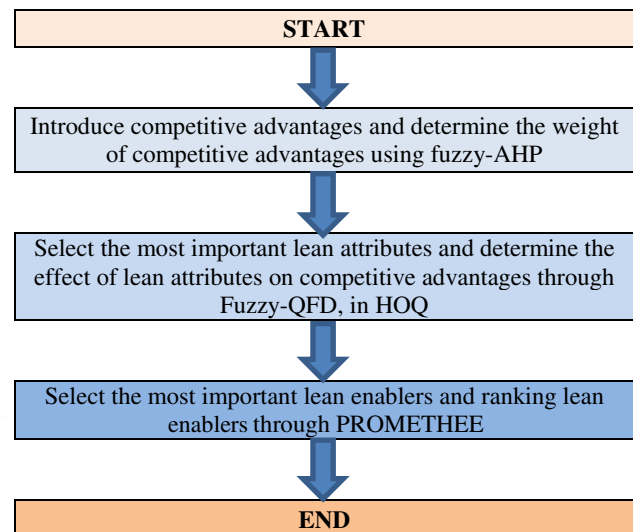 START
Introduce competitive advantages and determine the weight
of competitive advantages using fuzzy-AHP
Select the most important lean attributes and determine the
effect of lean attributes on competitive advantages through
Fuzzy-QFD, in HOQ
Select the most important lean enablers and ranking lean
enablers through PROMETHEE
END